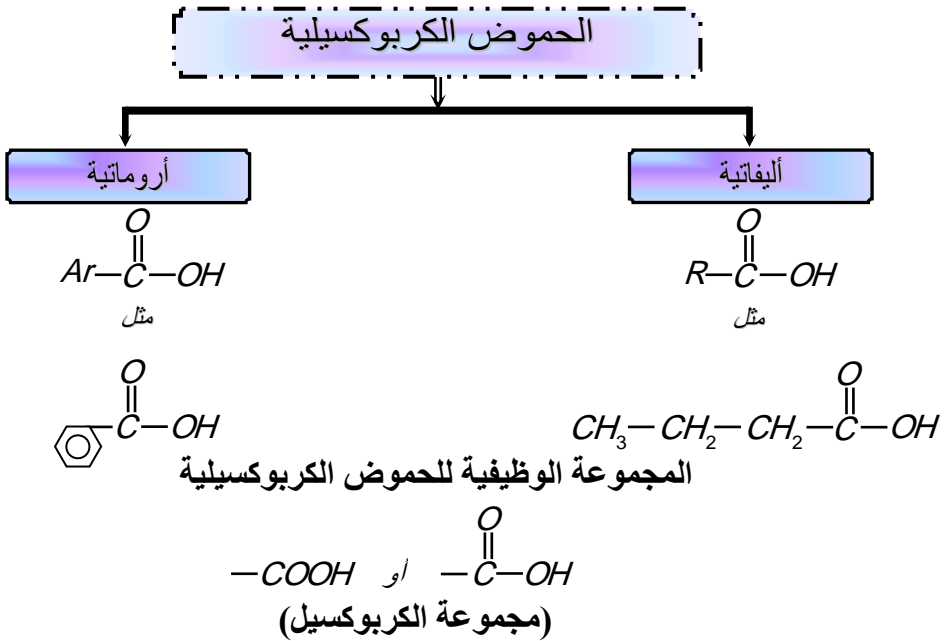 الحموض الكربوكسيلية
أليفاتية
أروماتية
O
R—C—OH
مثل
O
Ar—C—OH
مثل
O
CH₃—CH₂—CH₂—C—OH
O
C—OH
المجموعة الوظيفية للحموض الكربوكسيلية
O
—COOH أو —C—OH
(مجموعة الكربوكسيل)